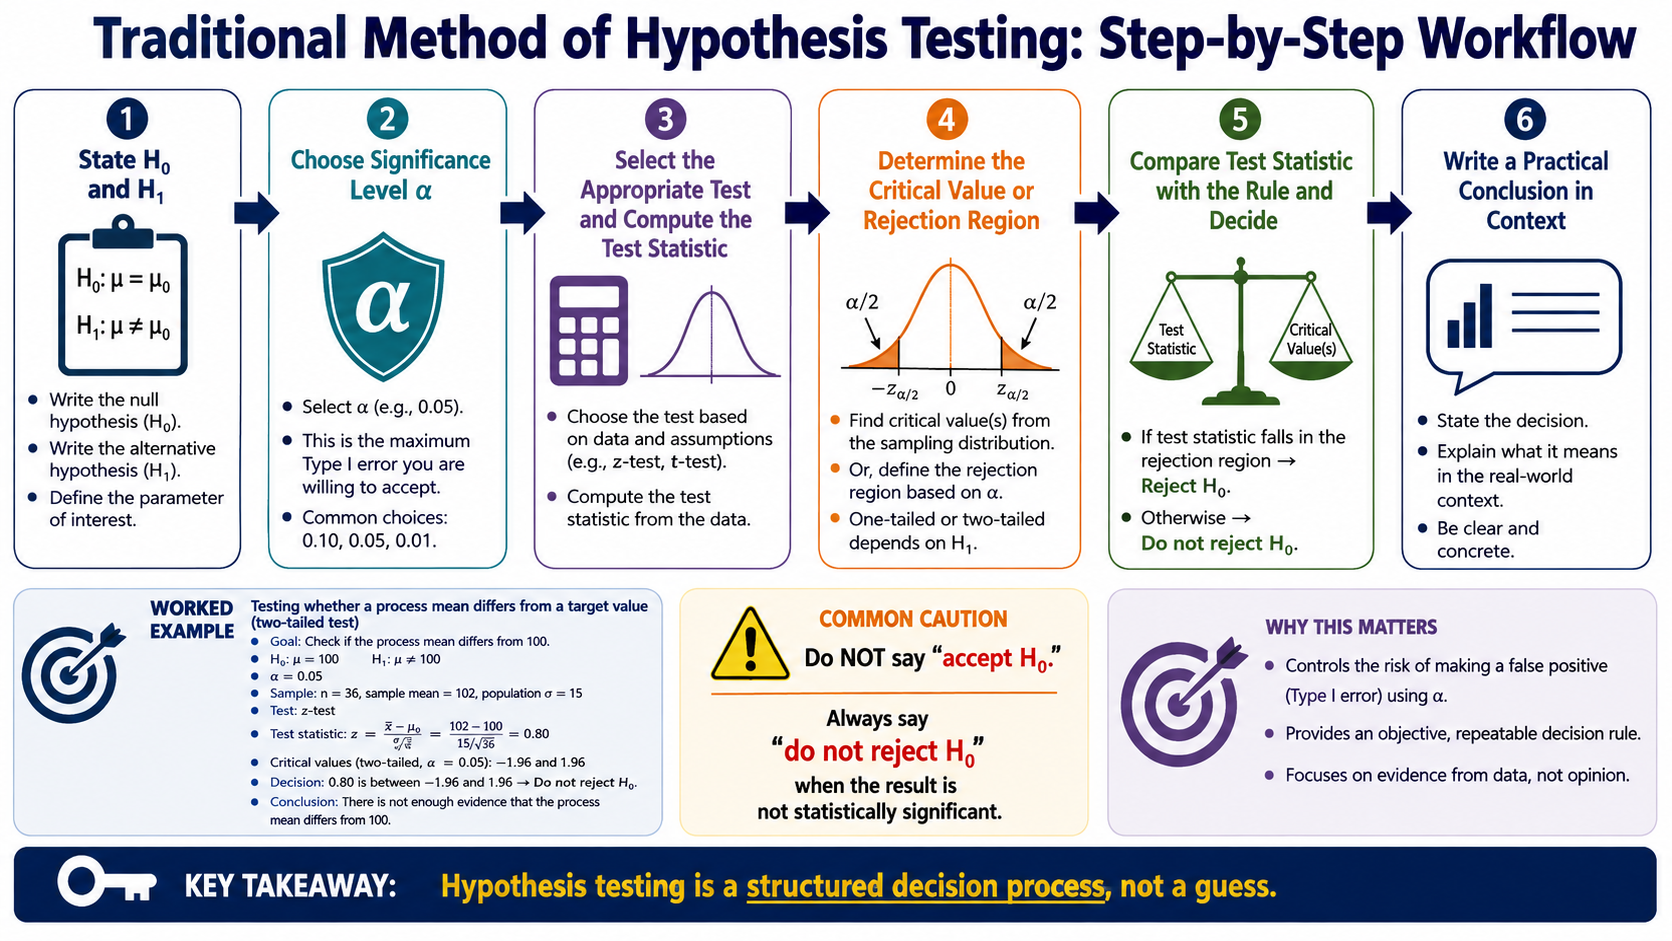 Traditional Method of Hypothesis Testing: Step-by-Step Workflow
1
State H₀
and H₁
H₀: μ = μ₀
H₁: μ ≠ μ₀
• Write the null
hypothesis (H₀).
• Write the alternative
hypothesis (H₁).
• Define the parameter
of interest.
2
Choose Significance
Level α
α
• Select α (e.g., 0.05).
• This is the maximum
Type I error you are
willing to accept.
• Common choices:
0.10, 0.05, 0.01.
3
Select the
Appropriate Test
and Compute the
Test Statistic
• Choose the test based
on data and assumptions
(e.g., z-test, t-test).
• Compute the test
statistic from the data.
4
Determine the
Critical Value or
Rejection Region
α/2 α/2
−z_α/2 0 z_α/2
• Find critical value(s) from
the sampling distribution.
• Or, define the rejection
region based on α.
• One-tailed or two-tailed
depends on H₁.
5
Compare Test Statistic
with the Rule and
Decide
Test
Statistic
Critical
Value(s)
• If test statistic falls in the
rejection region →
Reject H₀.
• Otherwise →
Do not reject H₀.
6
Write a Practical
Conclusion in
Context
• State the decision.
• Explain what it means
in the real-world
context.
• Be clear and
concrete.
WORKED
EXAMPLE
Testing whether a process mean differs from a target value
(two-tailed test)
• Goal: Check if the process mean differs from 100.
• H₀: μ = 100 H₁: μ ≠ 100
• α = 0.05
• Sample: n = 36, sample mean = 102, population σ = 15
• Test: z-test
• Test statistic: z = x̄ − μ₀ / = 102 − 100 / 15/√36 = 0.80
• Critical values (two-tailed, α = 0.05): −1.96 and 1.96
• Decision: 0.80 is between −1.96 and 1.96 → Do not reject H₀.
• Conclusion: There is not enough evidence that the process
mean differs from 100.
COMMON CAUTION
Do NOT say “accept H₀.”
Always say
“do not reject H₀”
when the result is
not statistically significant.
WHY THIS MATTERS
• Controls the risk of making a false positive
(Type I error) using α.
• Provides an objective, repeatable decision rule.
• Focuses on evidence from data, not opinion.
KEY TAKEAWAY: Hypothesis testing is a structured decision process, not a guess.